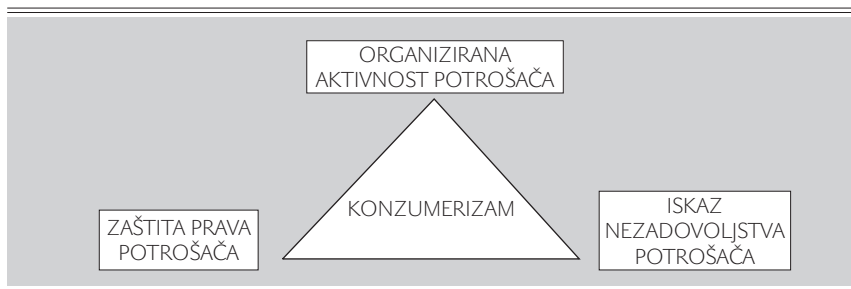 ORGANIZIRANA
AKTIVNOST POTROŠAČA
KONZUMERIZAM
ZAŠTITA PRAVA
POTROŠAČA
ISKAZ
NEZADOVOLJSTVA
POTROŠAČA